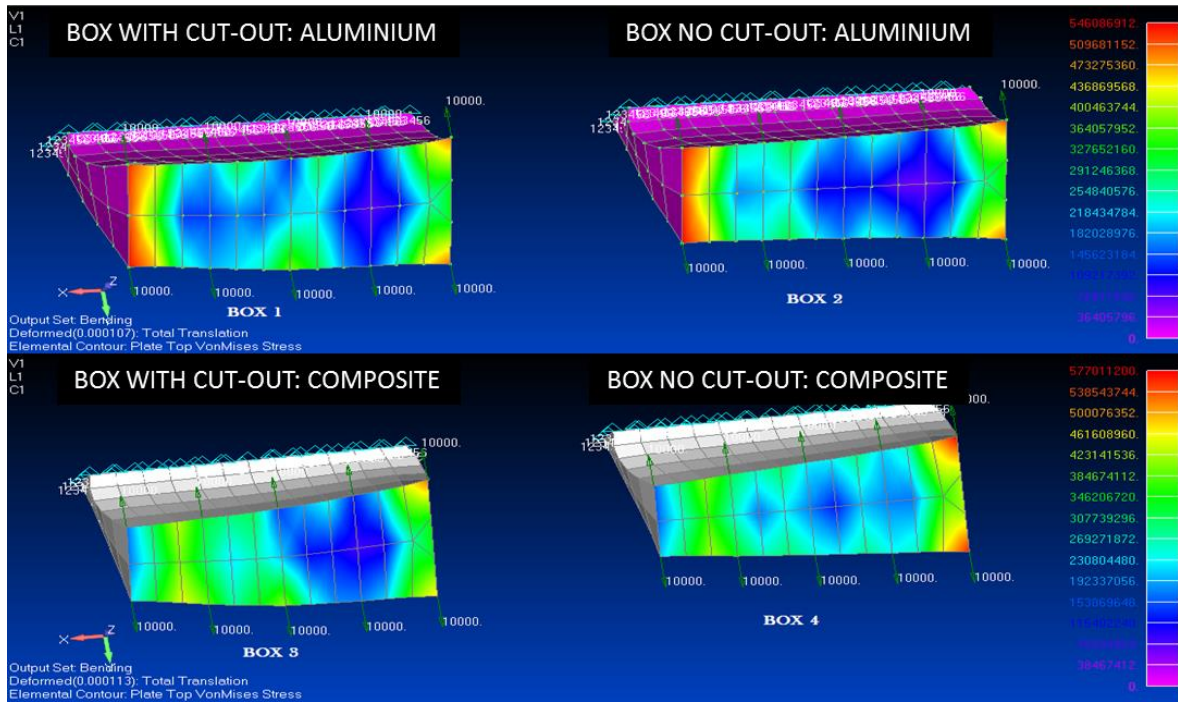 V1
L1
C1
BOX WITH CUT-OUT: ALUMINIUM
BOX NO CUT-OUT: ALUMINIUM
10000.
10000.
10000.
10000.
10000.
10000.
BOX 1
10000.
10000.
10000.
10000.
10000.
10000.
BOX 2
X
Z
Output Set: Bending
Deformed(0.000107): Total Translation
Elemental Contour: Plate Top VonMises Stress
546086912.
509681152.
473275360.
436869568.
400463744.
364057952.
327652160.
291246368.
254840576.
218434784.
182028976.
145623184.
109217392.
36405796.
0.
V1
L1
C1
BOX WITH CUT-OUT: COMPOSITE
BOX NO CUT-OUT: COMPOSITE
10000.
10000.
10000.
10000.
10000.
10000.
BOX 3
10000.
10000.
10000.
10000.
10000.
BOX 4
X
Z
Output Set: Bending
Deformed(0.000113): Total Translation
Elemental Contour: Plate Top VonMises Stress
577011200.
538543744.
500076352.
461608960.
423141536.
384674112.
346206720.
307739296.
269271872.
230804480.
192337056.
153869648.
38467412.
0.